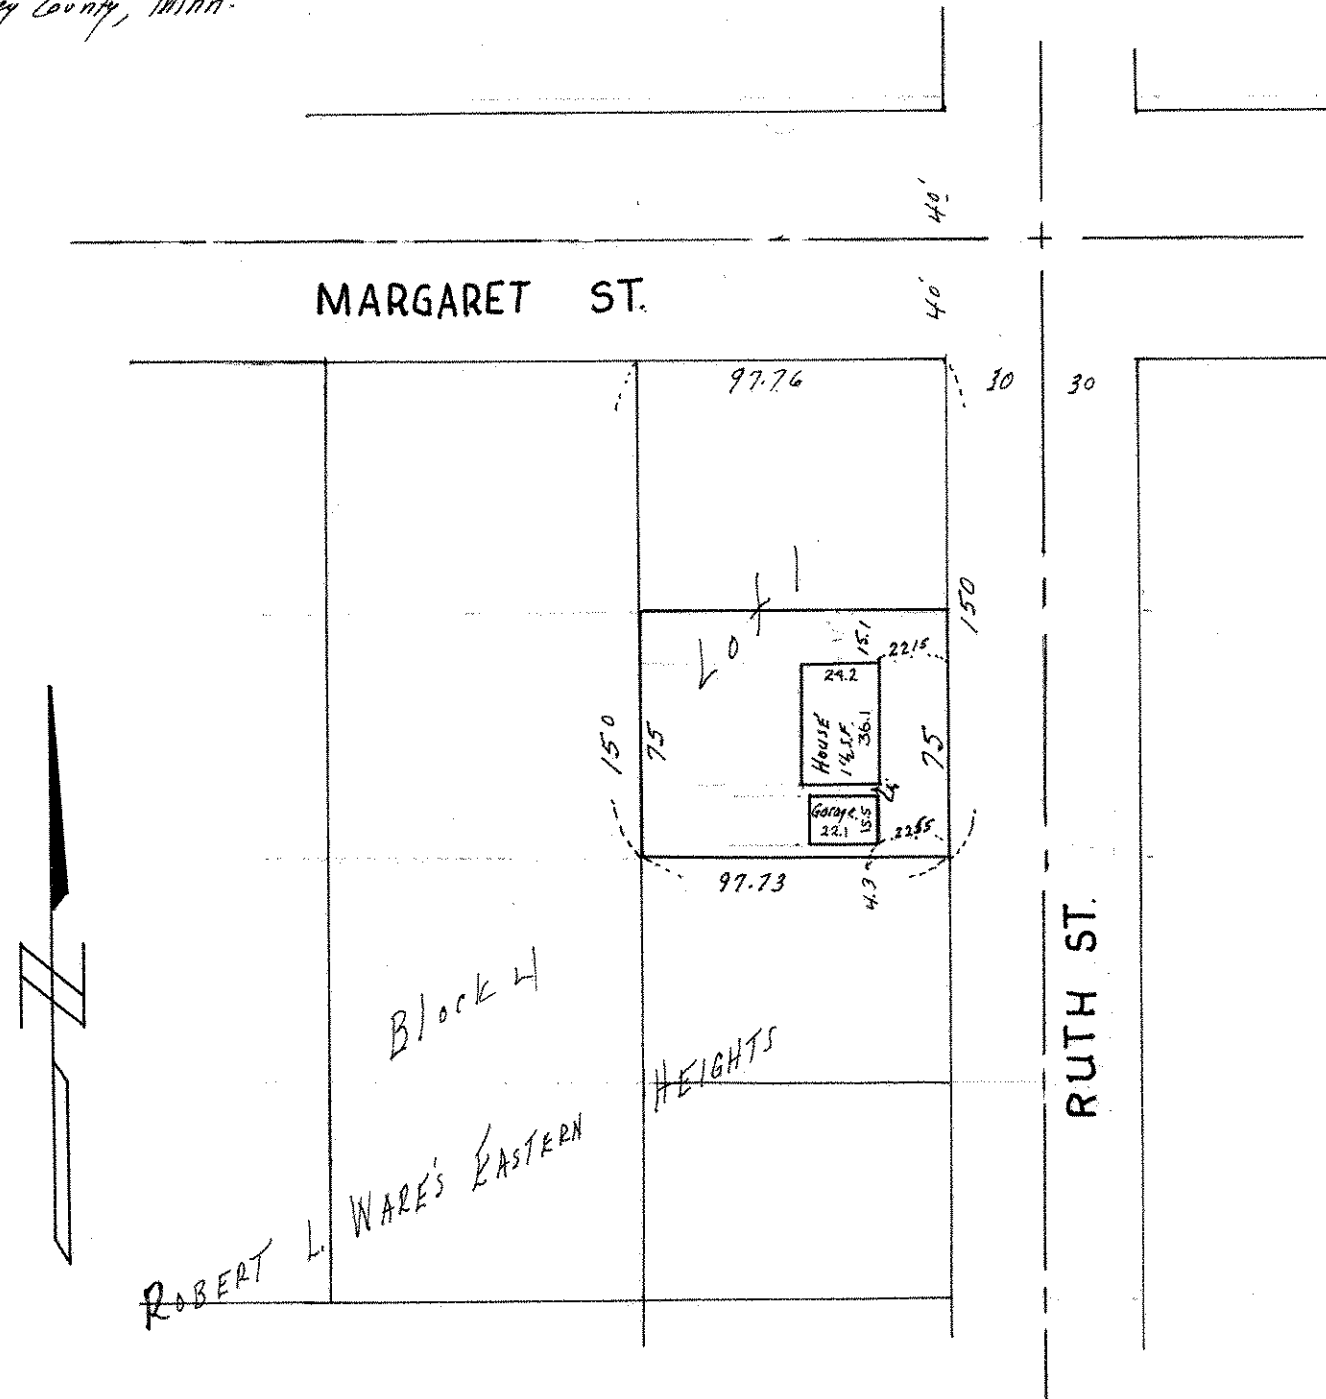 County, Minn.
40'
MARGARET ST.
40'
97.76
30
30
Lot 1
150
15.1
22.15
24.2
House
1½ S.F.
36.1
75
150
75
Garage
22.1
15.5
22.55
97.73
4.3
Block 4
RUTH ST.
N
ROBERT L. WARE'S EASTERN HEIGHTS